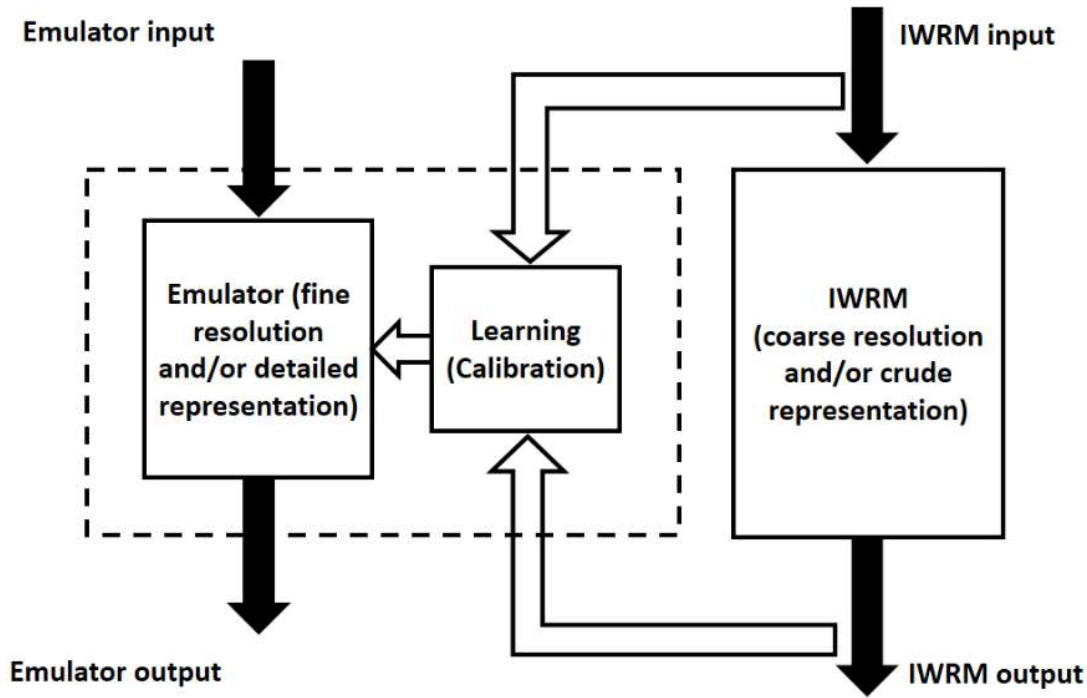 Emulator input
IWRM input
Emulator (fine
resolution
and/or detailed
representation)
Learning
(Calibration)
IWRM
(coarse resolution
and/or crude
representation)
Emulator output
IWRM output